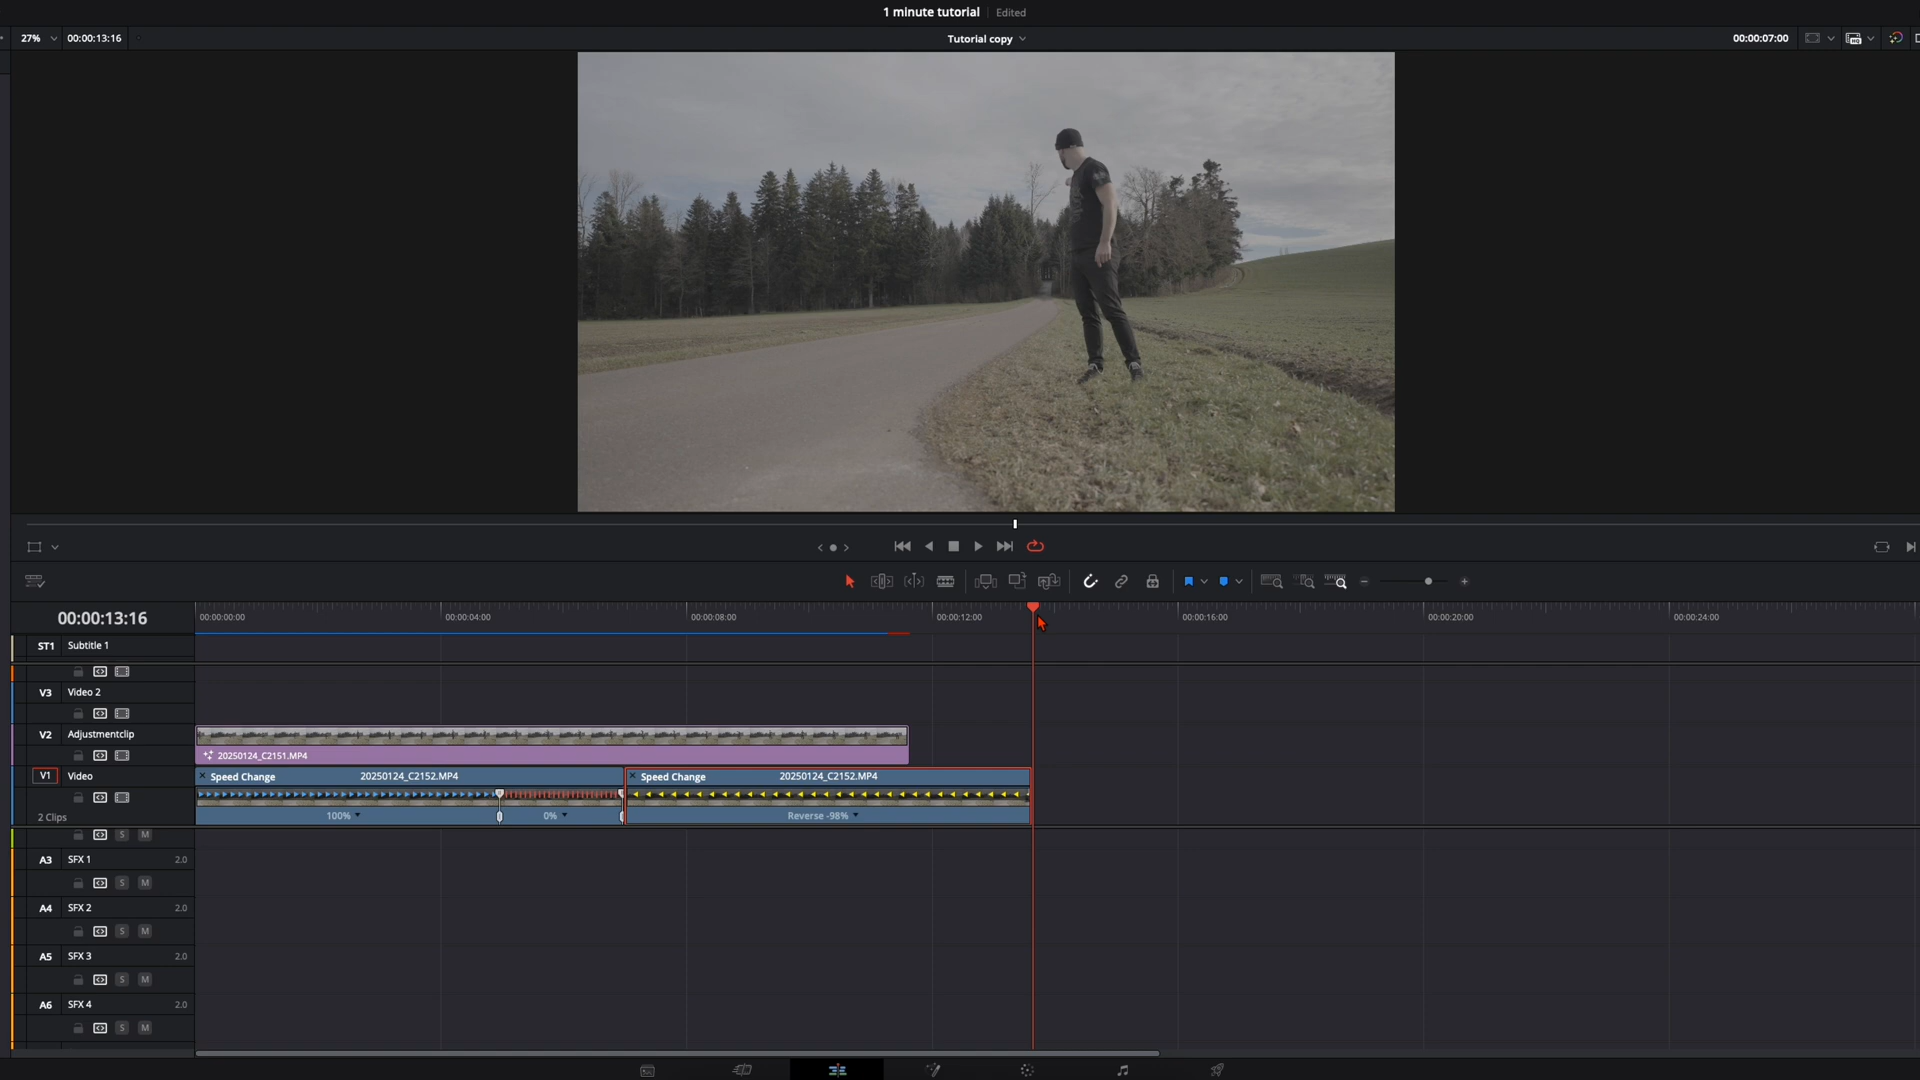 1 minute tutorial Edited
27% 00:00:13:16 Tutorial copy 00:00:07:00
00:00:13:16 00:00:00:00 00:00:04:00 00:00:08:00 00:00:12:00 00:00:16:00 00:00:20:00 00:00:24:00
ST1 Subtitle 1
V3 Video 2
V2 Adjustmentclip
20250124_C2151.MP4
V1 Video Speed Change 20250124_C2152.MP4 Speed Change 20250124_C2152.MP4
2 Clips 100% 0% Reverse -98%
S M
A3 SFX 1 2.0
S M
A4 SFX 2 2.0
S M
A5 SFX 3 2.0
S M
A6 SFX 4 2.0
S M